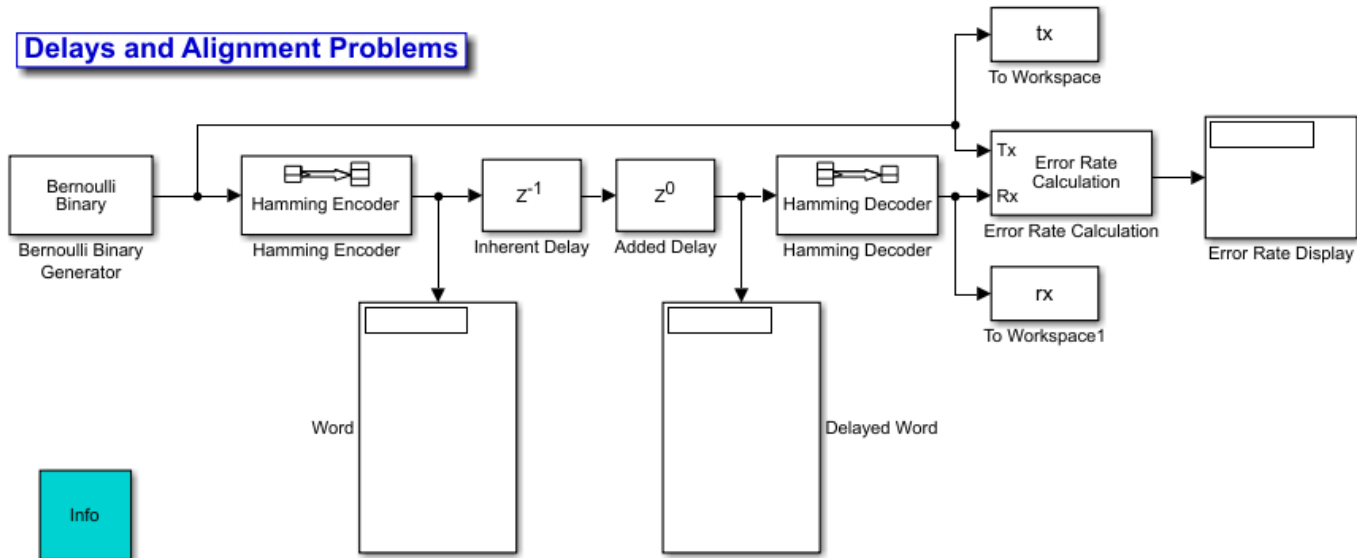 Delays and Alignment Problems
tx
To Workspace
Bernoulli
Binary
Bernoulli Binary
Generator
Hamming Encoder
Hamming Encoder
Z-1
Inherent Delay
Z0
Added Delay
Hamming Decoder
Hamming Decoder
Tx
Rx
Error Rate
Calculation
Error Rate Calculation
Error Rate Display
rx
To Workspace1
Word
Delayed Word
Info